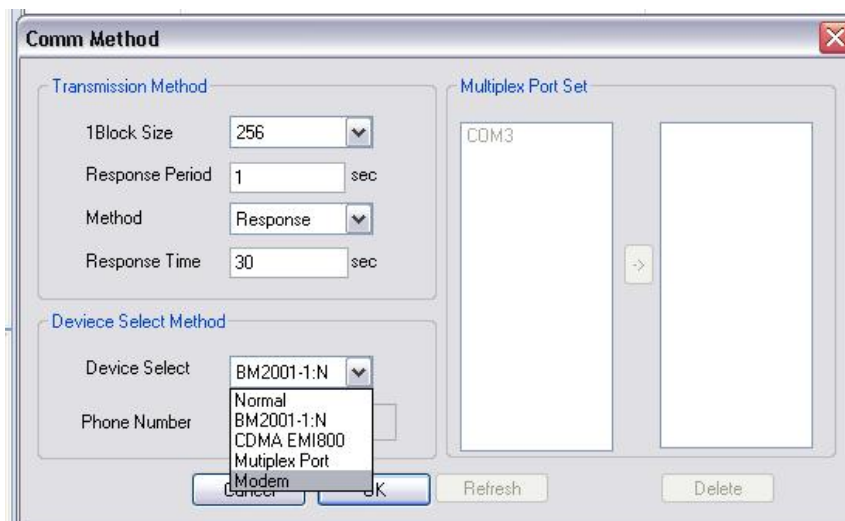 Comm Method
Transmission Method
1Block Size
256
Response Period
1
sec
Method
Response
Response Time
30
sec
Deviece Select Method
Device Select
BM2001-1:N
Normal
BM2001-1:N
CDMA EMI800
Mutiplex Port
Modem
Phone Number
Cancel
OK
Multiplex Port Set
COM3
->
Refresh
Delete